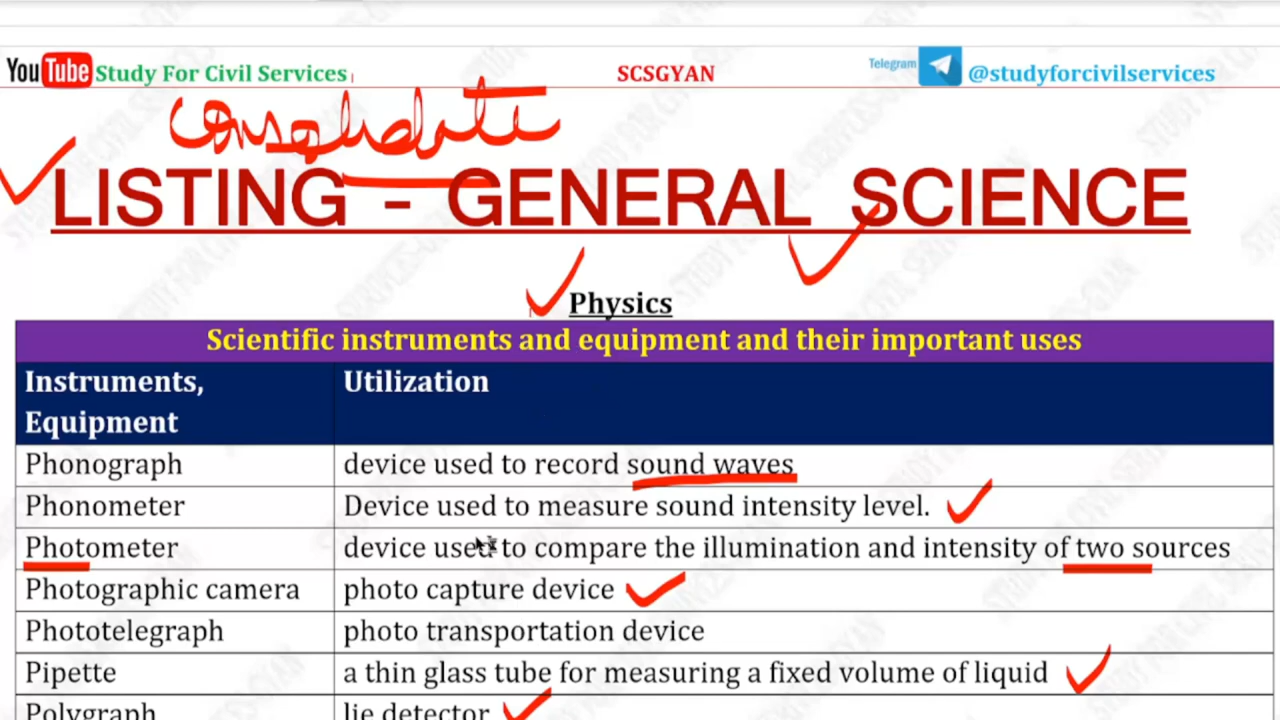 YouTube Study For Civil Services SCSGYAN Telegram @studyforcivilservices
consolidate
LISTING - GENERAL SCIENCE
Physics
Scientific instruments and equipment and their important uses
Instruments, Equipment Utilization
Phonograph device used to record sound waves
Phonometer Device used to measure sound intensity level.
Photometer device used to compare the illumination and intensity of two sources
Photographic camera photo capture device
Phototelegraph photo transportation device
Pipette a thin glass tube for measuring a fixed volume of liquid
Polygraph lie detector